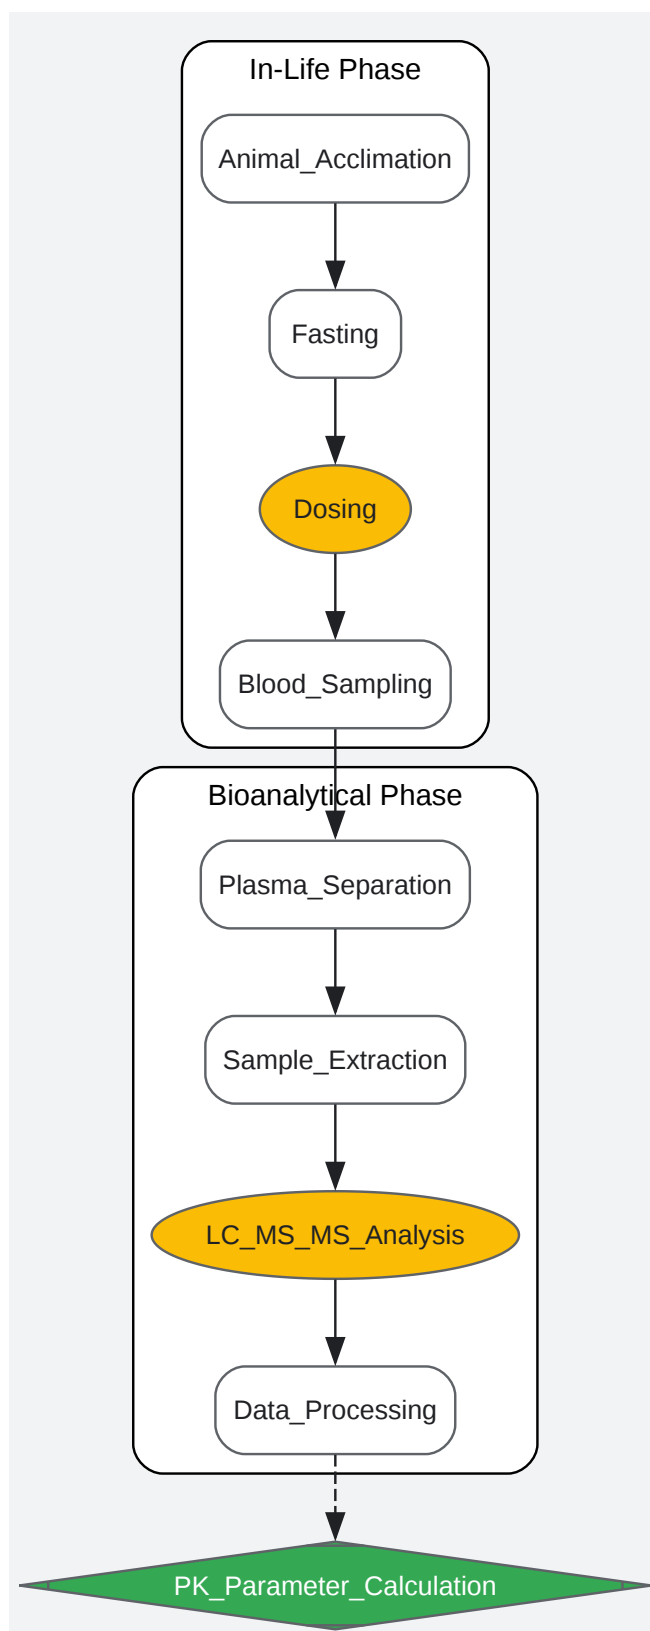 In-Life Phase
Animal_Acclimation
Fasting
Dosing
Blood_Sampling
Bioanalytical Phase
Plasma_Separation
Sample_Extraction
LC_MS_MS_Analysis
Data_Processing
PK_Parameter_Calculation